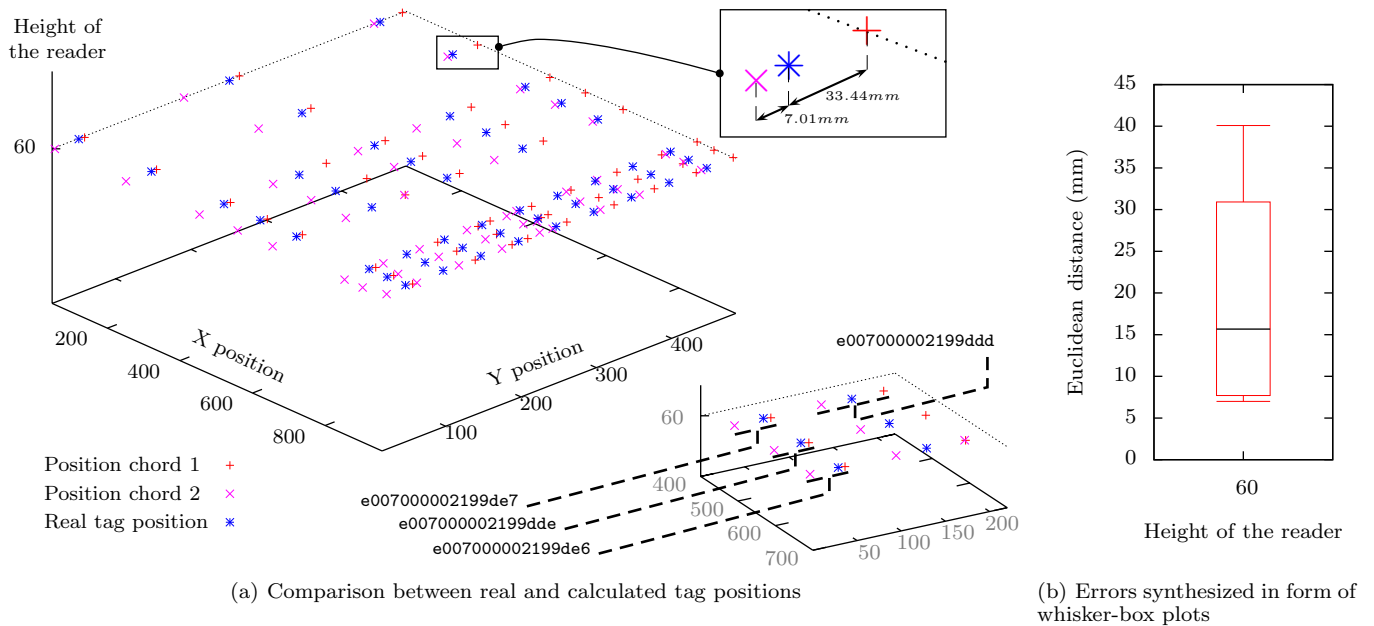 Height of
the reader
60
200
400
600
800
X position
Y position
100
200
300
400
33.44mm
7.01mm
Position chord 1
Position chord 2
Real tag position
e007000002199ddd
e007000002199de7
e007000002199dde
e007000002199de6
60
400
500
600
700
50
100
150
200
(a) Comparison between real and calculated tag positions
45
40
35
30
25
20
15
10
5
0
Euclidean distance (mm)
60
Height of the reader
(b) Errors synthesized in form of
whisker-box plots